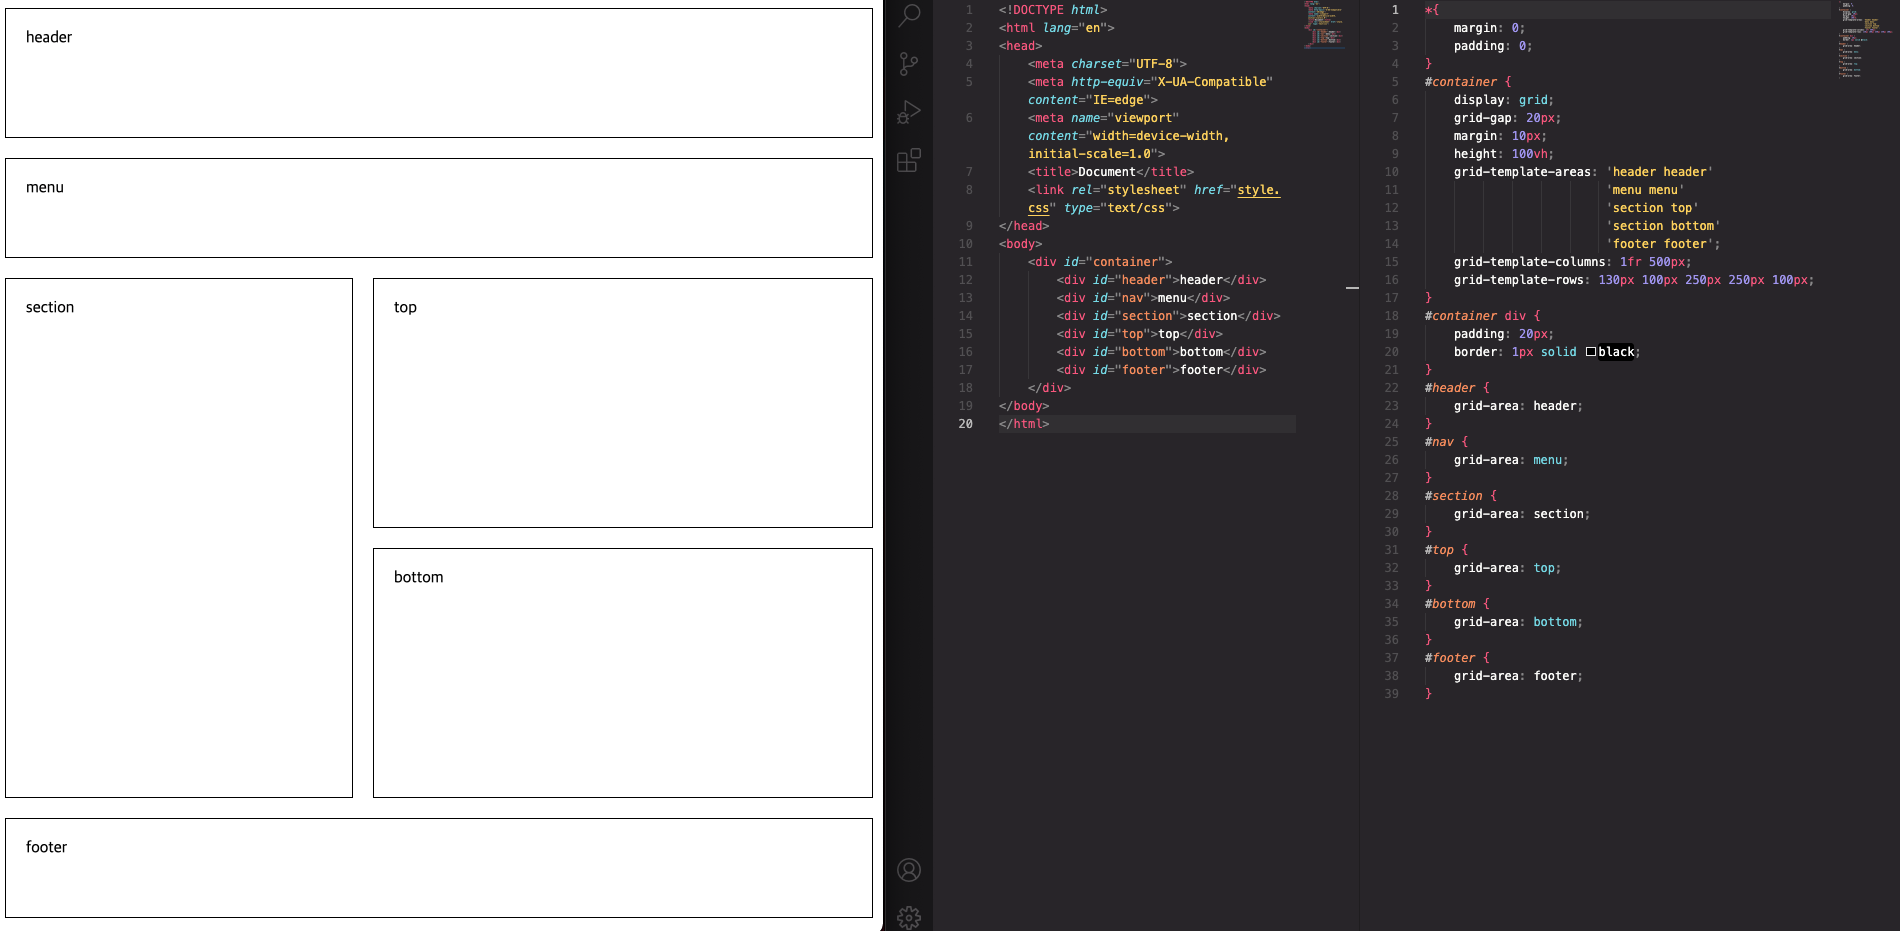 header
menu
section
top
bottom
footer
1 <!DOCTYPE html>
2 <html lang="en">
3 <head>
4 <meta charset="UTF-8">
5 <meta http-equiv="X-UA-Compatible"
content="IE=edge">
6 <meta name="viewport"
content="width=device-width,
initial-scale=1.0">
7 <title>Document</title>
8 <link rel="stylesheet" href="style.
css" type="text/css">
9 </head>
10 <body>
11 <div id="container">
12 <div id="header">header</div>
13 <div id="nav">menu</div>
14 <div id="section">section</div>
15 <div id="top">top</div>
16 <div id="bottom">bottom</div>
17 <div id="footer">footer</div>
18 </div>
19 </body>
20 </html>
1 *{
2 margin: 0;
3 padding: 0;
4 }
5 #container {
6 display: grid;
7 grid-gap: 20px;
8 margin: 10px;
9 height: 100vh;
10 grid-template-areas: 'header header'
11 'menu menu'
12 'section top'
13 'section bottom'
14 'footer footer';
15 grid-template-columns: 1fr 500px;
16 grid-template-rows: 130px 100px 250px 250px 100px;
17 }
18 #container div {
19 padding: 20px;
20 border: 1px solid black;
21 }
22 #header {
23 grid-area: header;
24 }
25 #nav {
26 grid-area: menu;
27 }
28 #section {
29 grid-area: section;
30 }
31 #top {
32 grid-area: top;
33 }
34 #bottom {
35 grid-area: bottom;
36 }
37 #footer {
38 grid-area: footer;
39 }